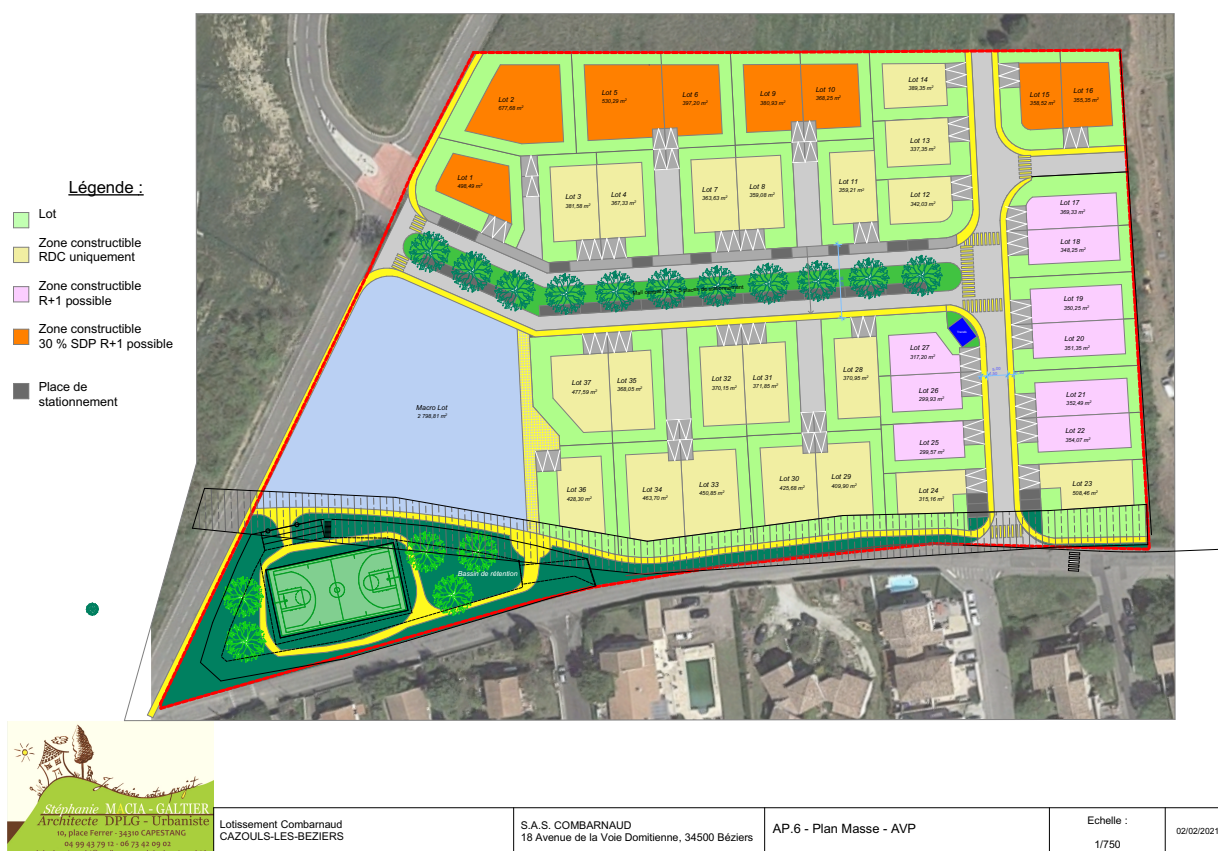 Légende :
Lot
Zone constructible
RDC uniquement
Zone constructible
R+1 possible
Zone constructible
30 % SDP R+1 possible
Place de
stationnement
Lot 2
677,68 m²
Lot 5
530,29 m²
Lot 6
397,20 m²
Lot 9
380,93 m²
Lot 10
368,25 m²
Lot 14
389,35 m²
Lot 15
358,52 m²
Lot 16
355,35 m²
Lot 13
337,35 m²
Lot 1
498,49 m²
Lot 3
381,58 m²
Lot 4
367,33 m²
Lot 7
363,63 m²
Lot 8
359,08 m²
Lot 11
359,21 m²
Lot 12
342,03 m²
Lot 17
369,33 m²
Lot 18
348,25 m²
Lot 19
350,25 m²
Lot 20
351,35 m²
Lot 27
317,20 m²
Lot 28
370,95 m²
Lot 37
477,59 m²
Lot 35
368,05 m²
Lot 32
370,15 m²
Lot 31
371,85 m²
Lot 26
299,93 m²
Lot 21
352,49 m²
Lot 22
354,07 m²
Macro Lot
2 798,81 m²
Lot 25
299,57 m²
Lot 36
428,30 m²
Lot 34
463,70 m²
Lot 33
450,85 m²
Lot 30
425,68 m²
Lot 29
409,90 m²
Lot 24
315,16 m²
Lot 23
508,46 m²
Bassin de rétention
Je dessine votre projet
Stéphanie MACIA - GALTIER
Architecte DPLG - Urbaniste
10, place Ferrer - 34310 CAPESTANG
04 99 43 79 12 - 06 73 42 09 02
Lotissement Combarnaud
CAZOULS-LES-BEZIERS
S.A.S. COMBARNAUD
18 Avenue de la Voie Domitienne, 34500 Béziers
AP.6 - Plan Masse - AVP
Echelle :
1/750
02/02/2021